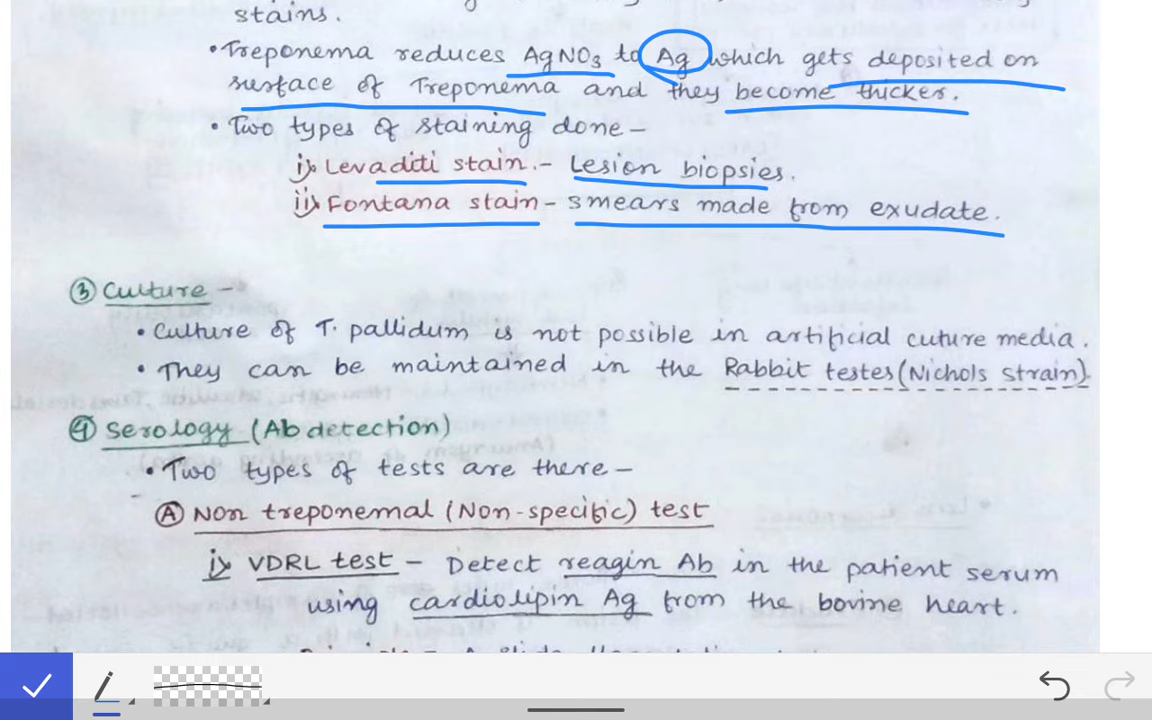 stains.
• Treponema reduces AgNO3 to Ag which gets deposited on
surface of Treponema and they become thicker.
• Two types of staining done –
i) Levaditi stain. – Lesion biopsies.
ii) Fontana stain – smears made from exudate.
③ Culture –
• Culture of T. pallidum is not possible in artificial cuture media.
• They can be maintained in the Rabbit testes (Nichols strain).
④ Serology (Ab detection)
• Two types of tests are there –
Ⓐ Non treponemal (Non-specific) test
i) VDRL test – Detect reagin Ab in the patient serum
using cardiolipin Ag from the bovine heart.